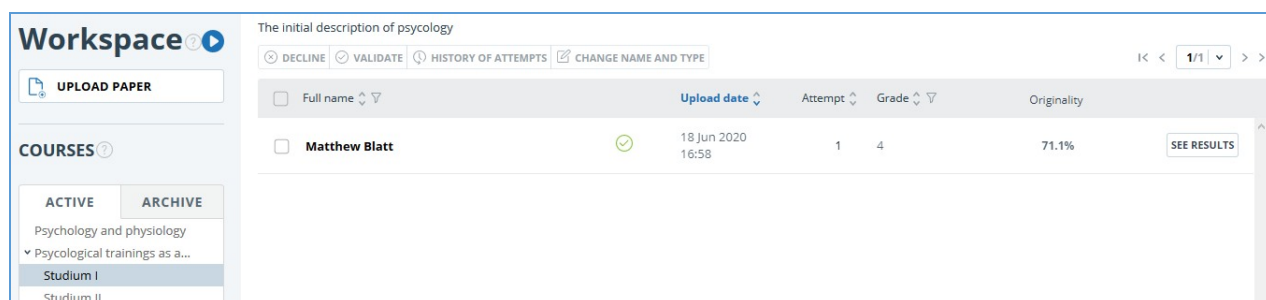 Workspace
UPLOAD PAPER
COURSES
ACTIVE ARCHIVE
Psychology and physiology
Psycological trainings as a...
Studium I
Studium II
The initial description of psycology
DECLINE VALIDATE HISTORY OF ATTEMPTS CHANGE NAME AND TYPE
1/1
Full name Upload date Attempt Grade Originality
Matthew Blatt 18 Jun 2020 16:58 1 4 71.1% SEE RESULTS